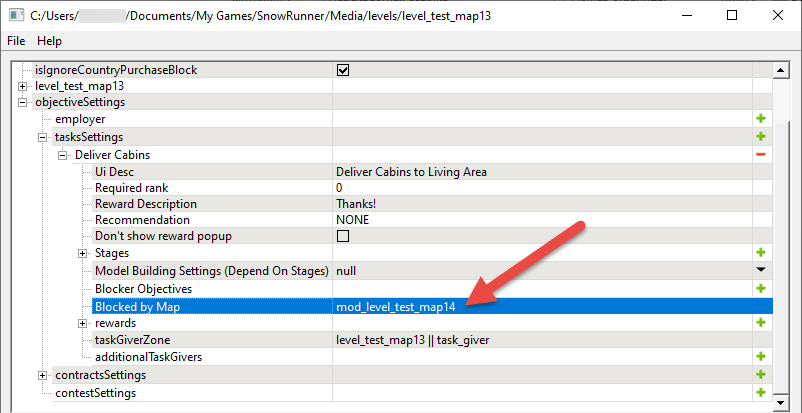 C:/Users/ /Documents/My Games/SnowRunner/Media/levels/level_test_map13
File Help
isIgnoreCountryPurchaseBlock
level_test_map13
objectiveSettings
employer
tasksSettings
Deliver Cabins
Ui Desc Deliver Cabins to Living Area
Required rank 0
Reward Description Thanks!
Recommendation NONE
Don't show reward popup
Stages
Model Building Settings (Depend On Stages) null
Blocker Objectives
Blocked by Map mod_level_test_map14
rewards
taskGiverZone level_test_map13 || task_giver
additionalTaskGivers
contractsSettings
contestSettings